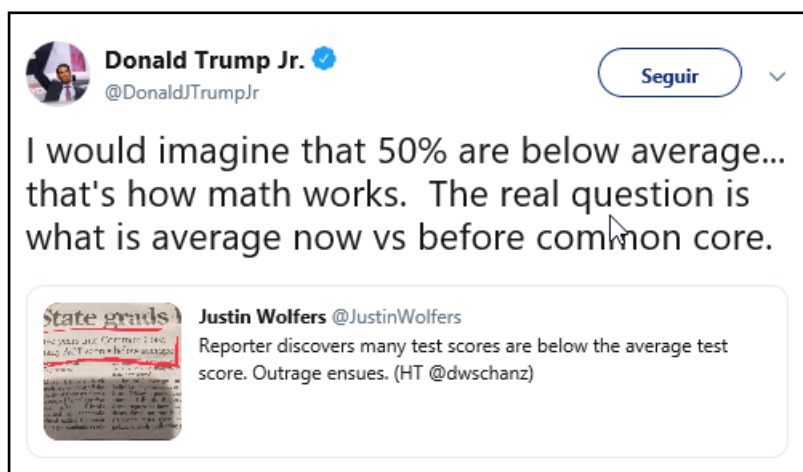 Donald Trump Jr.
@DonaldJTrumpJr
Seguir
I would imagine that 50% are below average...
that's how math works.  The real question is
what is average now vs before common core.
State grads
Justin Wolfers @JustinWolfers
Reporter discovers many test scores are below the average test
score. Outrage ensues. (HT @dwschanz)